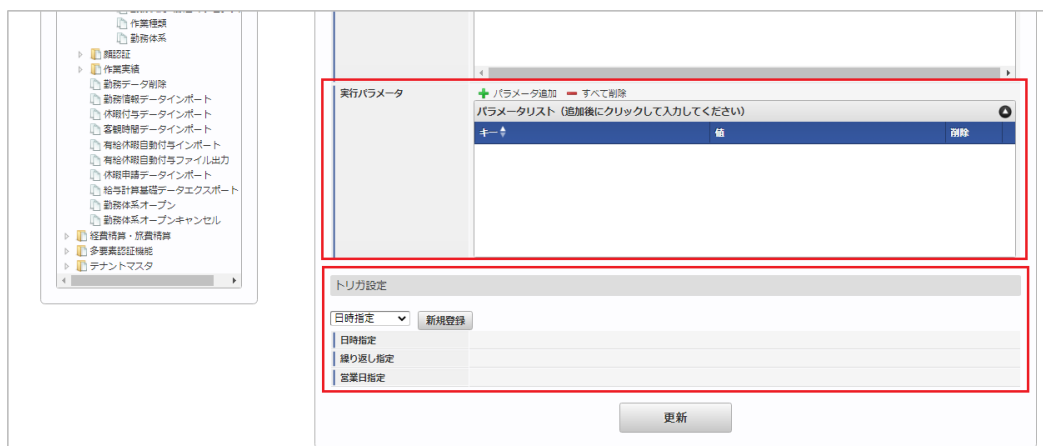 作業種類
勤務体系
顔認証
作業実績
勤務データ削除
勤務情報データインポート
休暇付与データインポート
客観時間データインポート
有給休暇自動付与インポート
有給休暇自動付与ファイル出力
休暇申請データインポート
給与計算基礎データエクスポート
勤務体系オープン
勤務体系オープンキャンセル
経費精算・旅費精算
多要素認証機能
テナントマスタ
実行パラメータ
パラメータ追加 すべて削除
パラメータリスト（追加後にクリックして入力してください）
キー 値 削除
トリガ設定
日時指定 新規登録
日時指定
繰り返し指定
営業日指定
更新